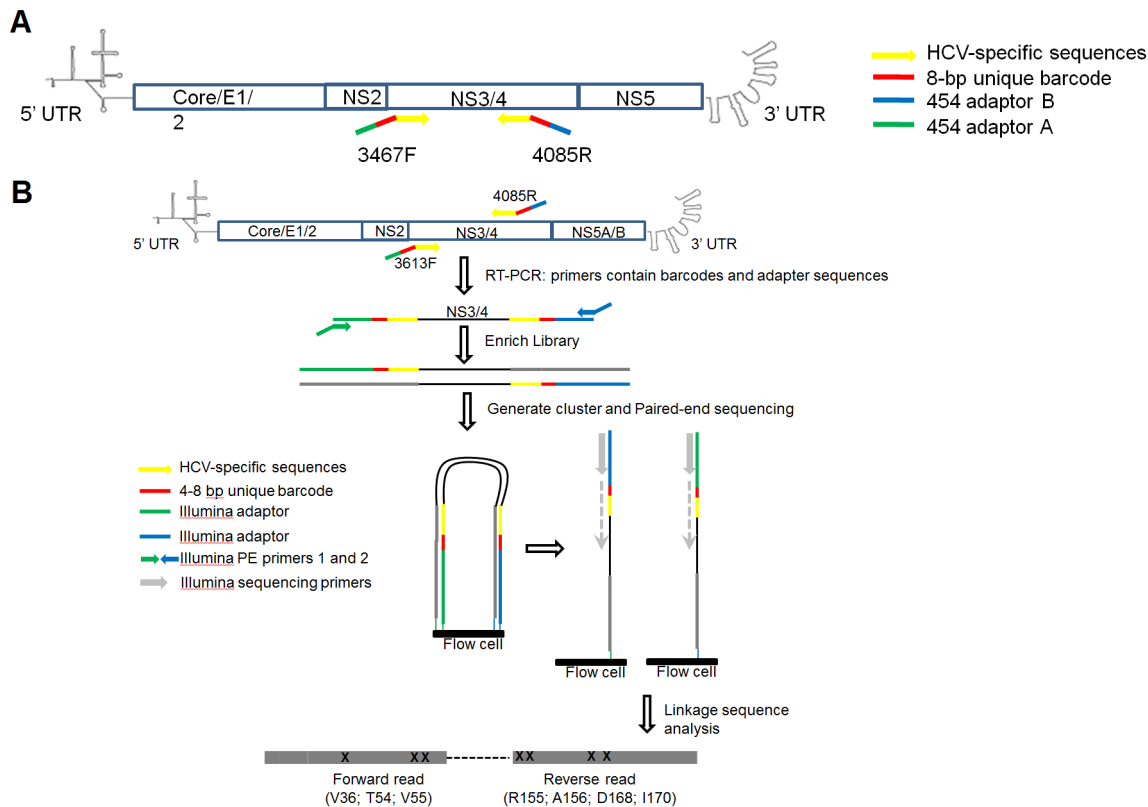 A
5' UTR
Core/E1/
2
NS2
NS3/4
NS5
3' UTR
3467F
4085R
HCV-specific sequences
8-bp unique barcode
454 adaptor B
454 adaptor A
B
4085R
5' UTR
Core/E1/2
NS2
NS3/4
NS5A/B
3' UTR
3613F
RT-PCR: primers contain barcodes and adapter sequences
NS3/4
Enrich Library
Generate cluster and Paired-end sequencing
HCV-specific sequences
4-8 bp unique barcode
Illumina adaptor
Illumina adaptor
Illumina PE primers 1 and 2
Illumina sequencing primers
Flow cell
Flow cell
Flow cell
Linkage sequence
analysis
X XX XX X X
Forward read
(V36; T54; V55)
Reverse read
(R155; A156; D168; I170)